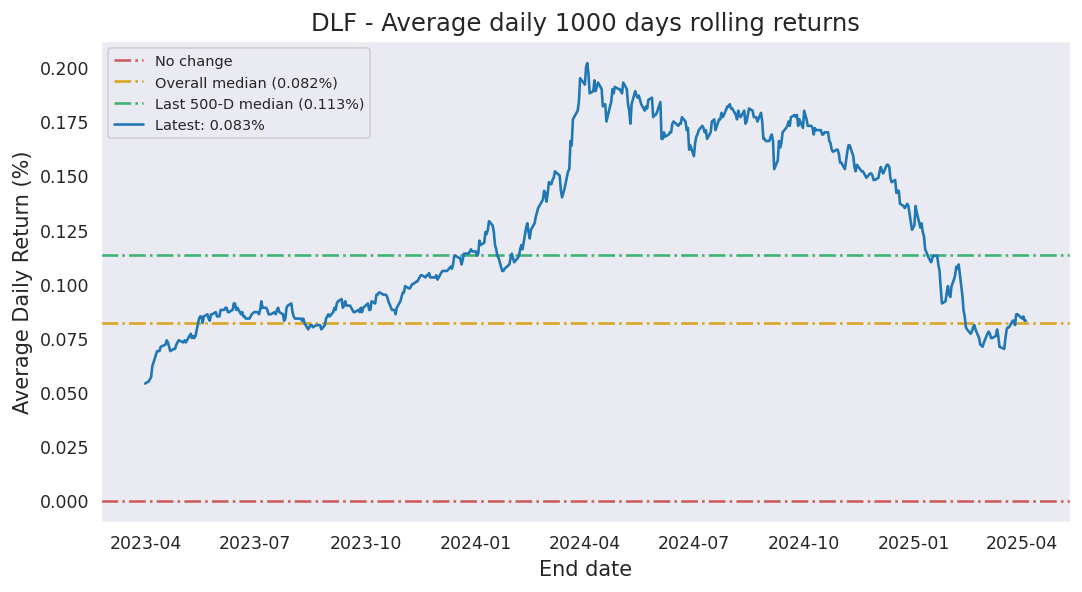 DLF - Average daily 1000 days rolling returns
No change
Overall median (0.082%)
Last 500-D median (0.113%)
Latest: 0.083%
Average Daily Return (%)
0.200
0.175
0.150
0.125
0.100
0.075
0.050
0.025
0.000
2023-04 2023-07 2023-10 2024-01 2024-04 2024-07 2024-10 2025-01 2025-04
End date